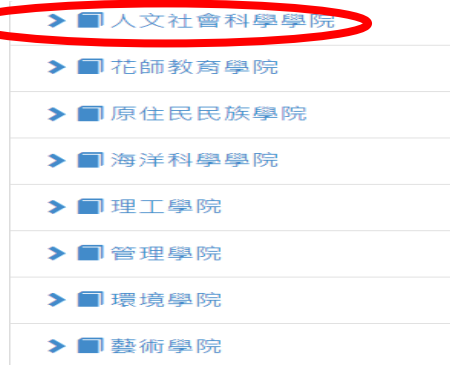 人文社會科學學院
花師教育學院
原住民民族學院
海洋科學學院
理工學院
管理學院
環境學院
藝術學院